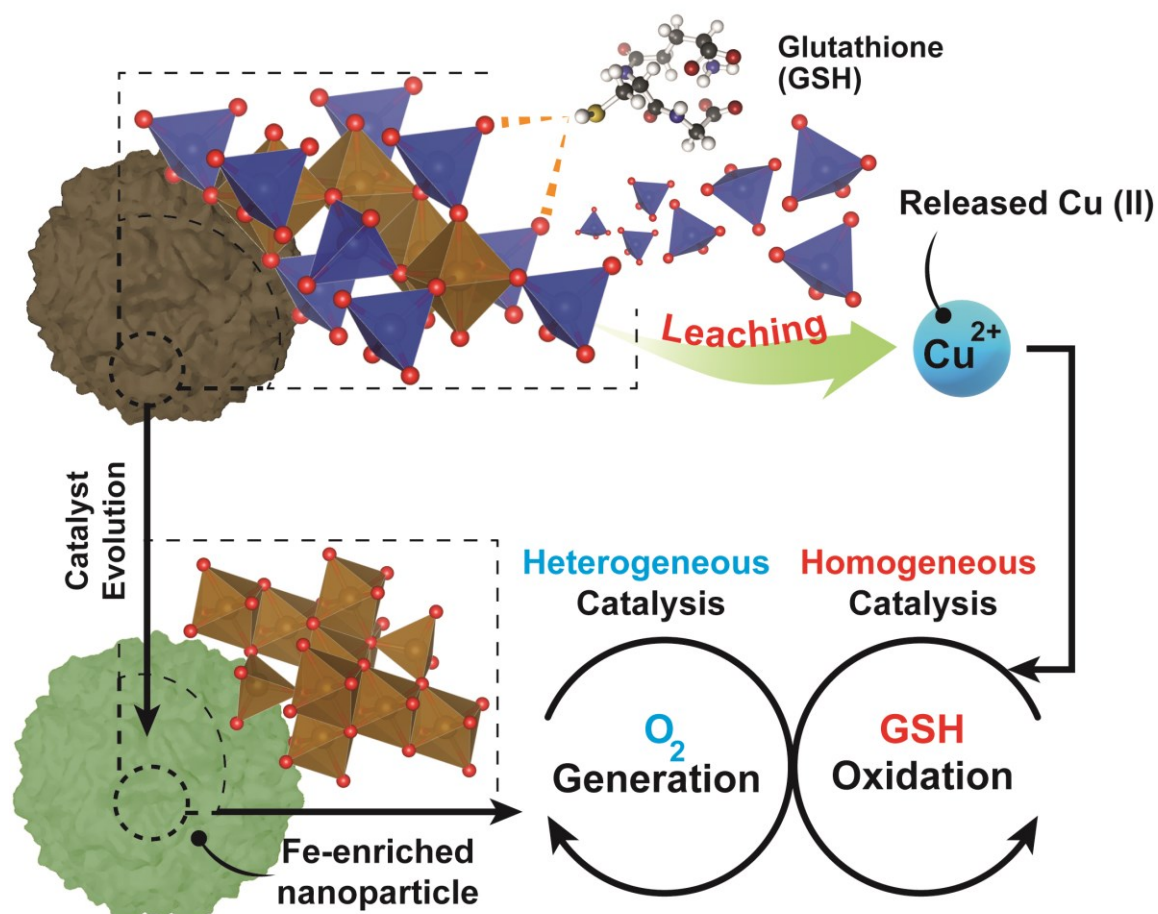 Glutathione
(GSH)
Released Cu (II)
Leaching
Cu2+
Catalyst
Evolution
Heterogeneous
Catalysis
Homogeneous
Catalysis
O2
Generation
GSH
Oxidation
Fe-enriched
nanoparticle